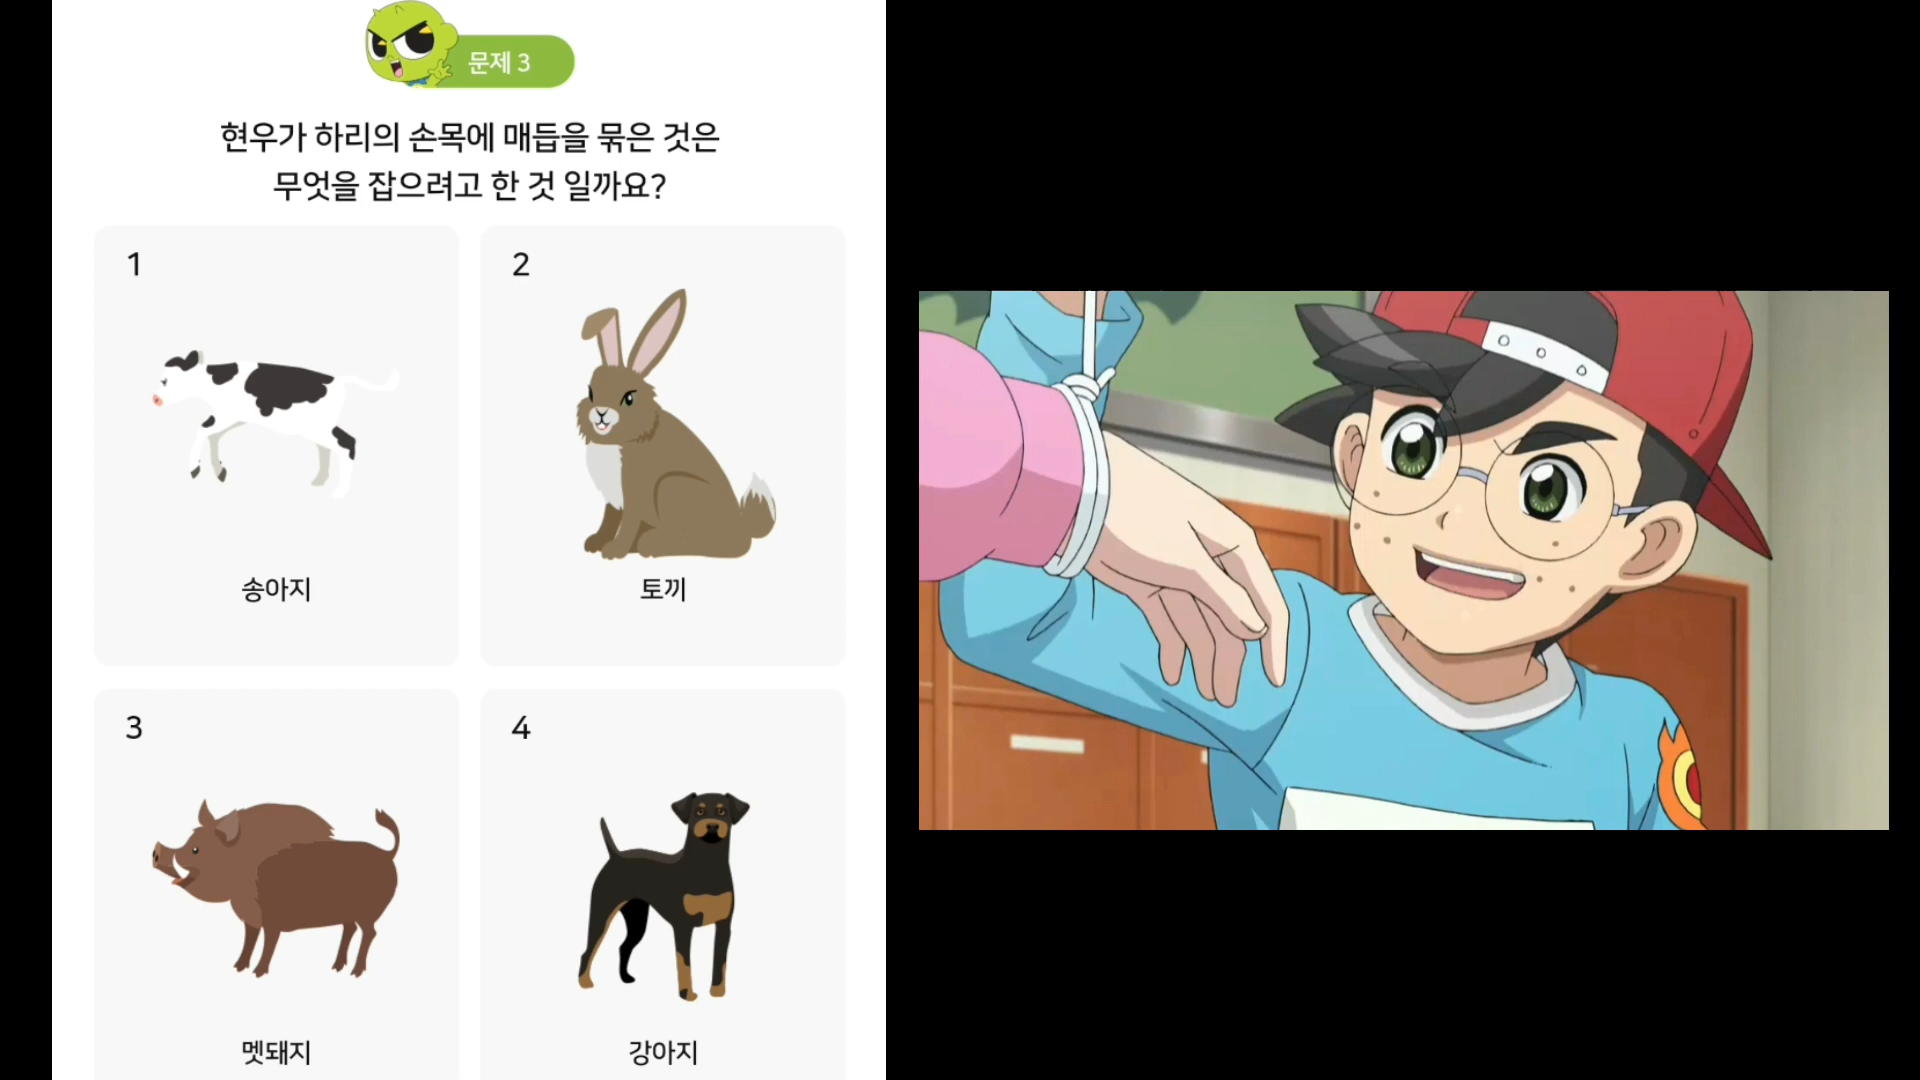 문제 3
현우가 하리의 손목에 매듭을 묶은 것은
무엇을 잡으려고 한 것 일까요?
1
2
송아지
토끼
3
4
멧돼지
강아지